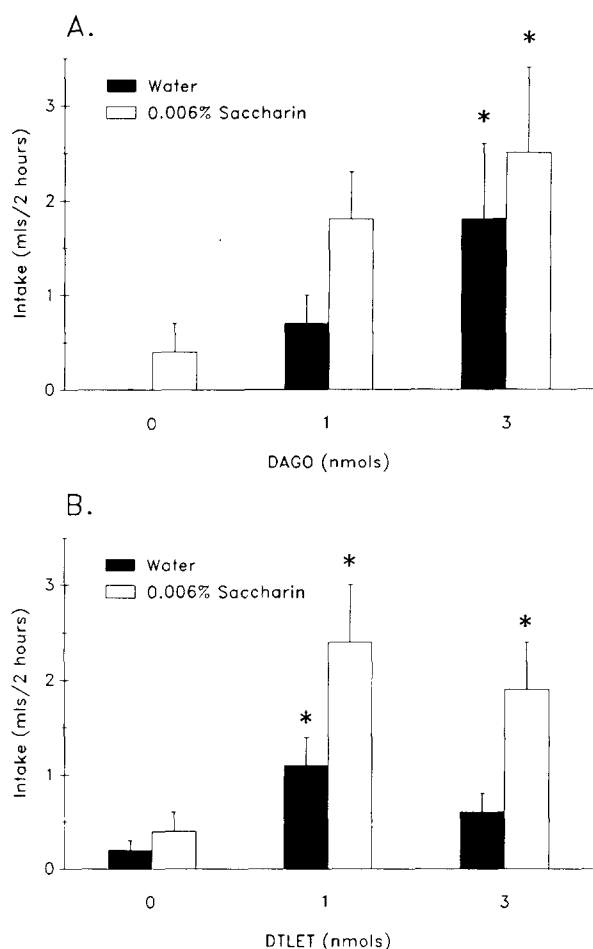 A.
*
*
Water
0.006% Saccharin
Intake (mls/2 hours)
3
2
1
0
0 1 3
DAGO (nmols)
B.
Water
0.006% Saccharin
*
*
*
Intake (mls/2 hours)
3
2
1
0
0 1 3
DTLET (nmols)